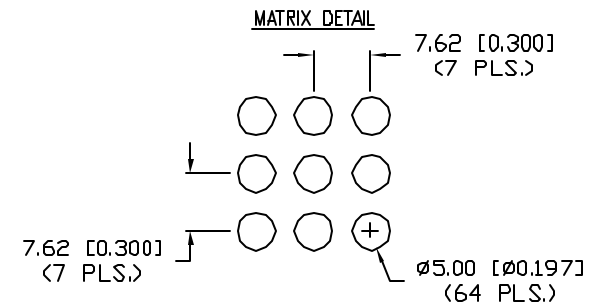 MATRIX DETAIL
7.62 [0.300]
(7 PLS.)
7.62 [0.300]
(7 PLS.)
ø5.00 [ø0.197]
(64 PLS.)